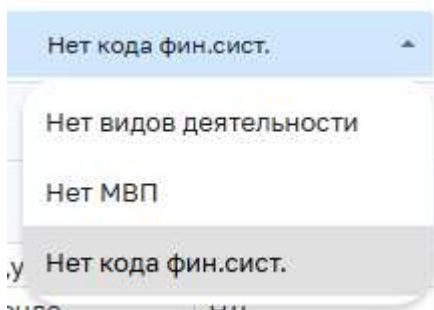 Нет кода фин.сист.
Нет видов деятельности
Нет МВП
Нет кода фин.сист.